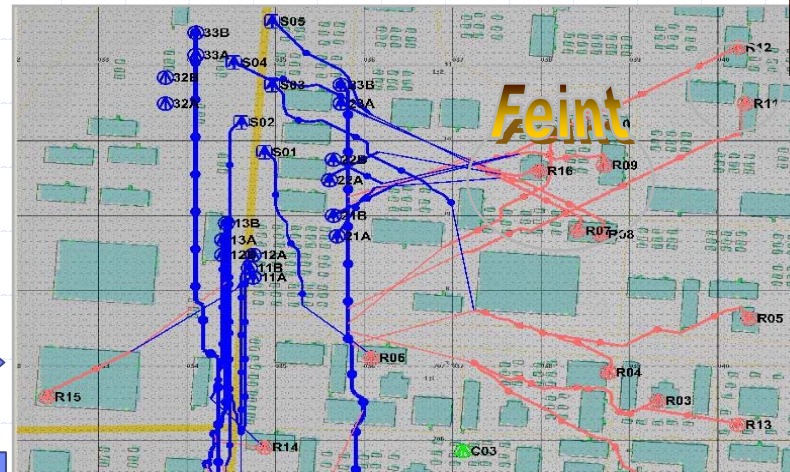 33B
S05
R12
33A
S04
32B
S03
33B
R11
32A
23A
Feint
S02
S01
22B
R16
R09
22A
21B
13B
R07
R08
21A
13A
12B
12A
11B
11A
R05
R06
R04
R15
R03
R13
R14
C03